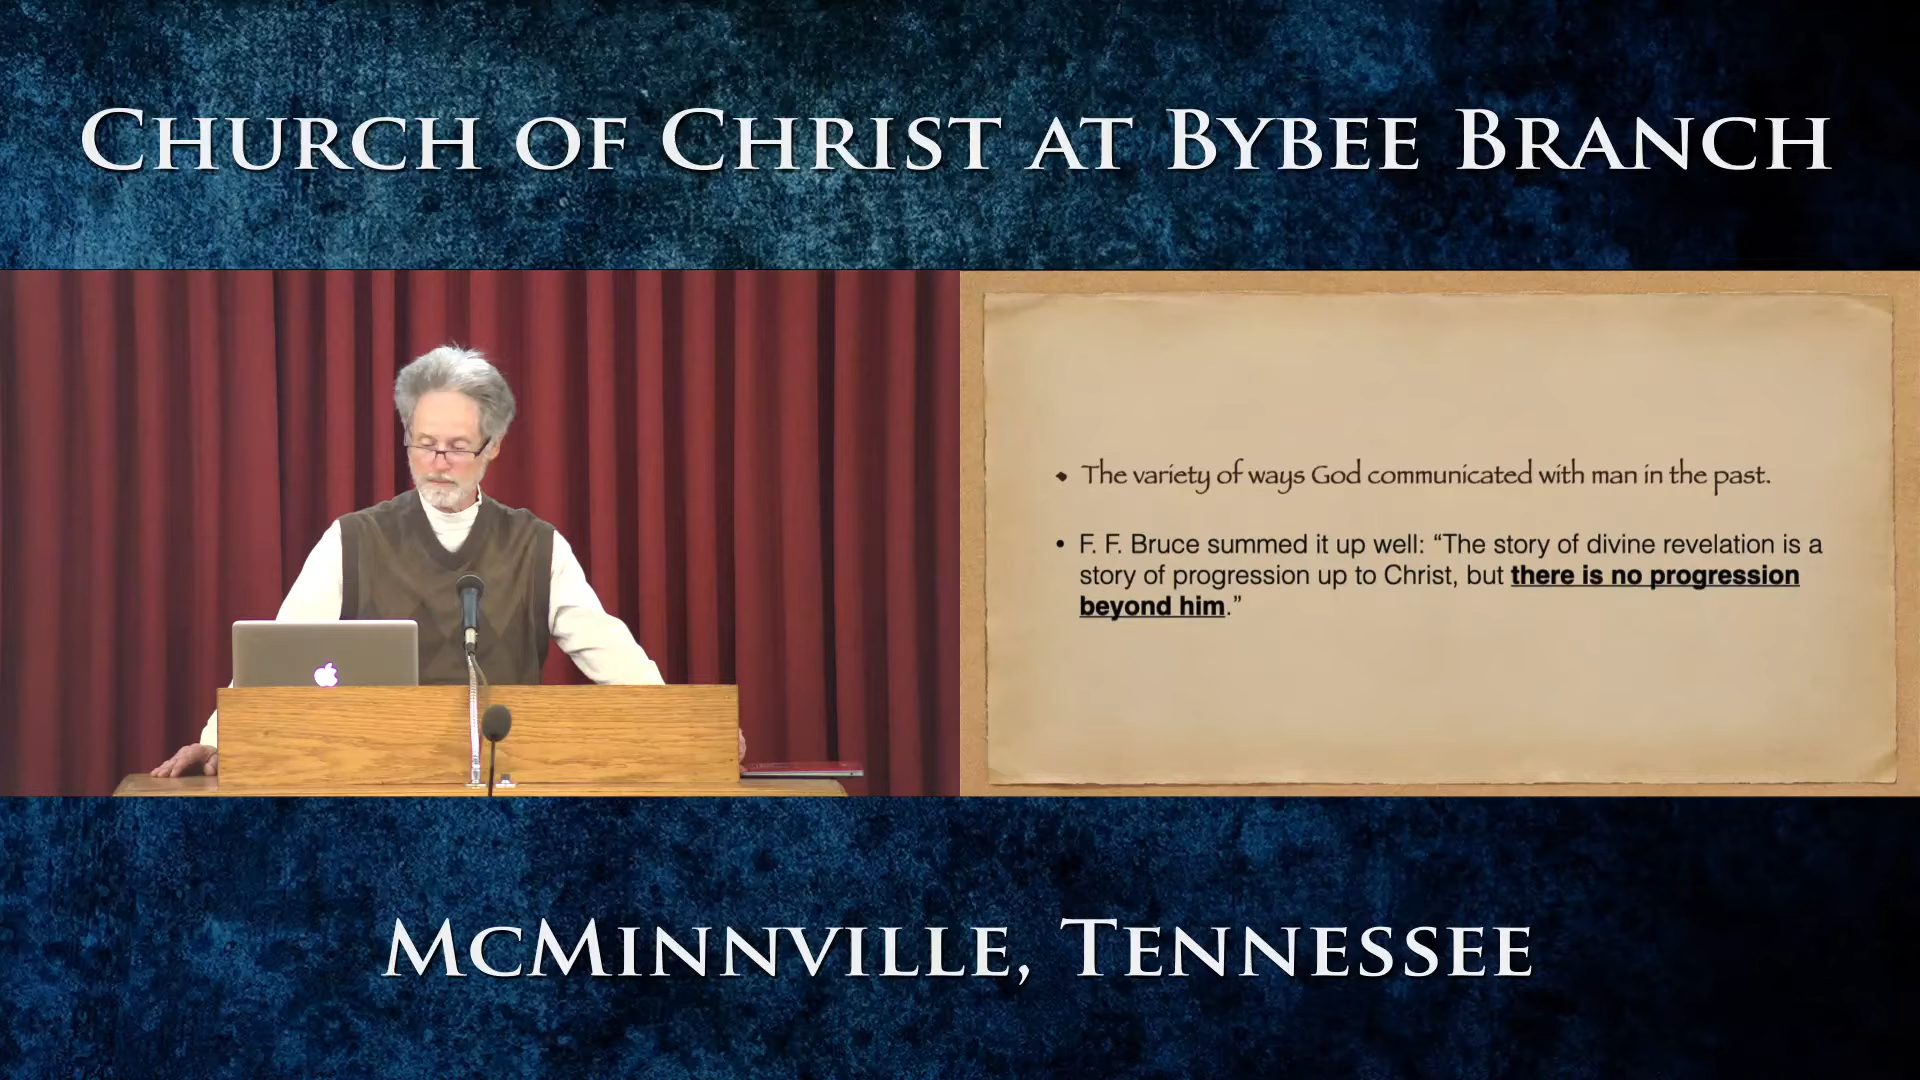 Church of Christ at Bybee Branch
• The variety of ways God communicated with man in the past.
• F. F. Bruce summed it up well: “The story of divine revelation is a
story of progression up to Christ, but there is no progression
beyond him.”
McMinnville, Tennessee